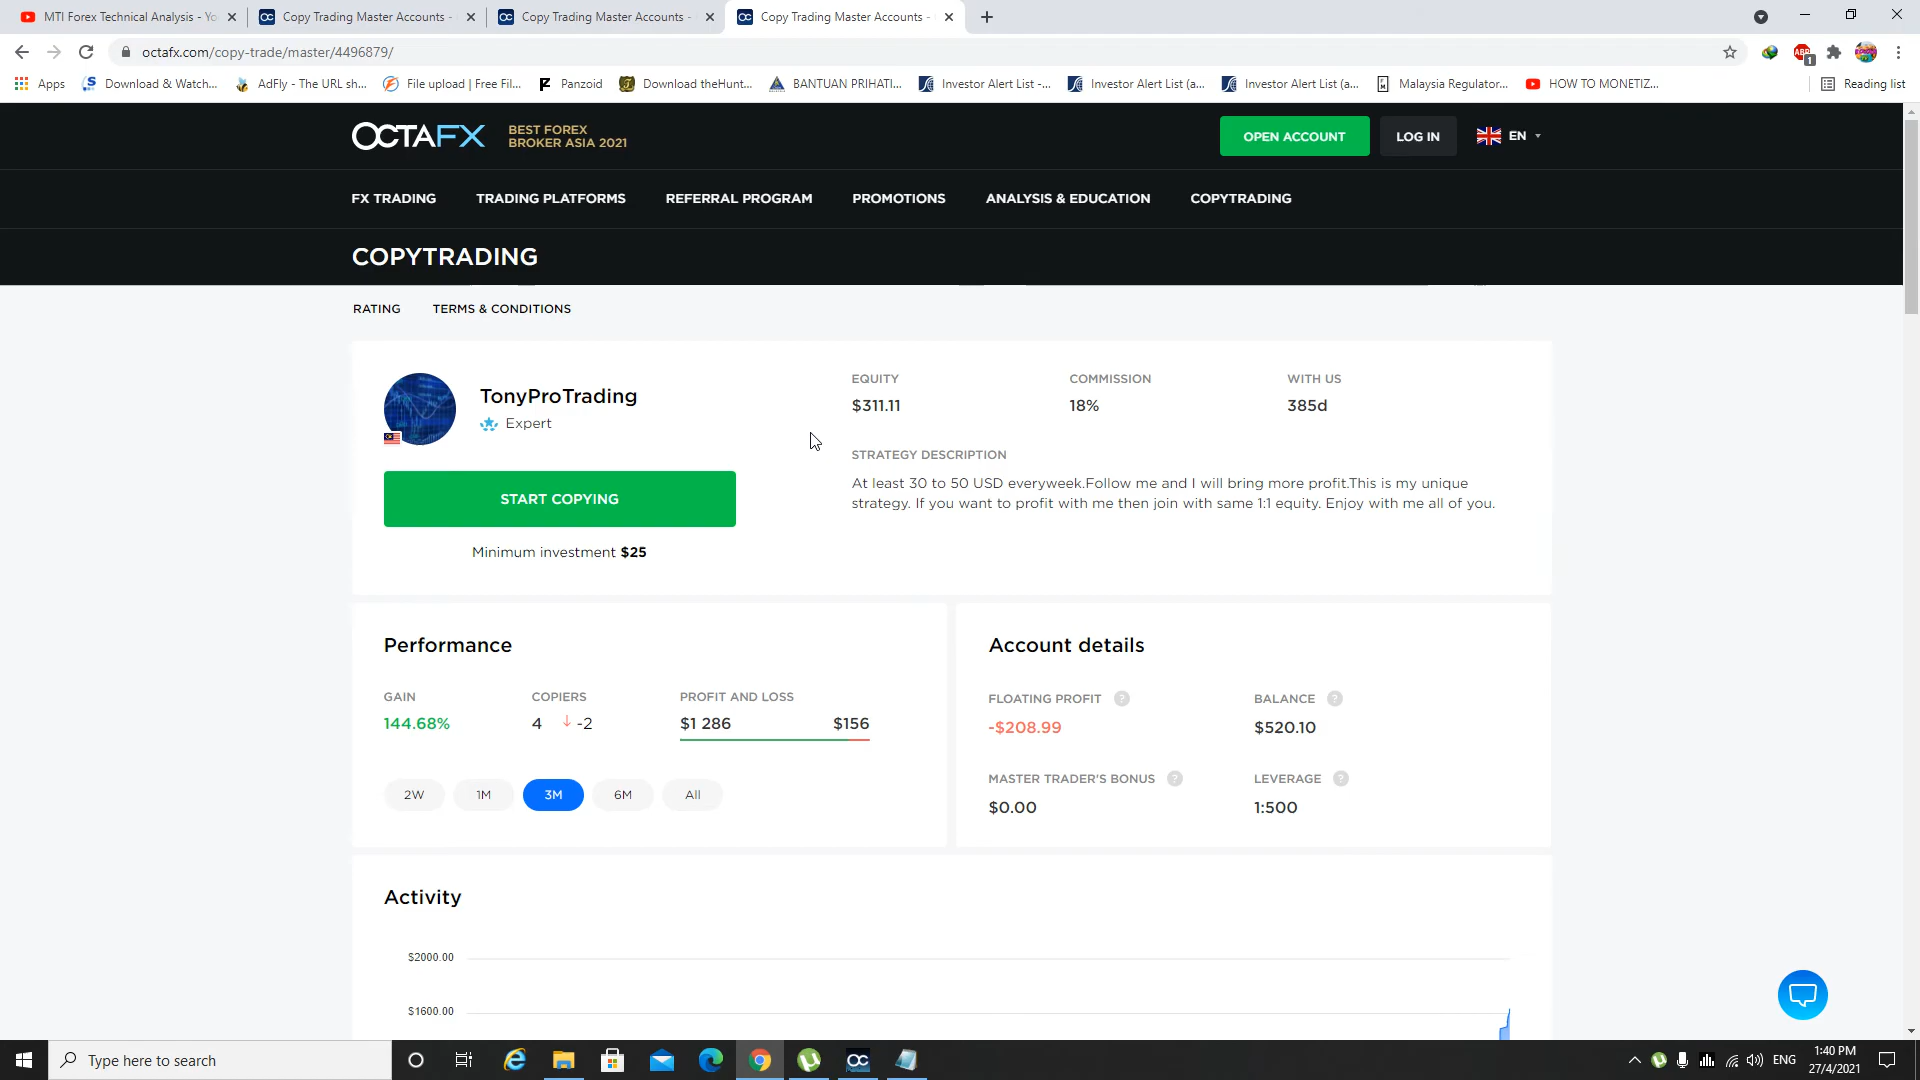 MTI Forex Technical Analysis - Yo
Copy Trading Master Accounts -
Copy Trading Master Accounts -
Copy Trading Master Accounts -
octafx.com/copy-trade/master/4496879/
ABP
1
Apps
Download & Watch...
AdFly - The URL sh...
File upload | Free Fil...
Panzoid
Download theHunt...
BANTUAN PRIHATI...
Investor Alert List -...
Investor Alert List (a...
Investor Alert List (a...
Malaysia Regulator...
HOW TO MONETIZ...
Reading list
OCTAFX
BEST FOREX
BROKER ASIA 2021
OPEN ACCOUNT
LOG IN
EN
FX TRADING
TRADING PLATFORMS
REFERRAL PROGRAM
PROMOTIONS
ANALYSIS & EDUCATION
COPYTRADING
COPYTRADING
RATING
TERMS & CONDITIONS
TonyProTrading
Expert
START COPYING
Minimum investment $25
EQUITY
$311.11
COMMISSION
18%
WITH US
385d
STRATEGY DESCRIPTION
At least 30 to 50 USD everyweek.Follow me and I will bring more profit.This is my unique
strategy. If you want to profit with me then join with same 1:1 equity. Enjoy with me all of you.
Performance
GAIN
144.68%
COPIERS
4 -2
PROFIT AND LOSS
$1 286 $156
2W
1M
3M
6M
All
Account details
FLOATING PROFIT ?
-$208.99
BALANCE ?
$520.10
MASTER TRADER'S BONUS ?
$0.00
LEVERAGE ?
1:500
Activity
$2000.00
$1600.00
Type here to search
ENG
1:40 PM
27/4/2021